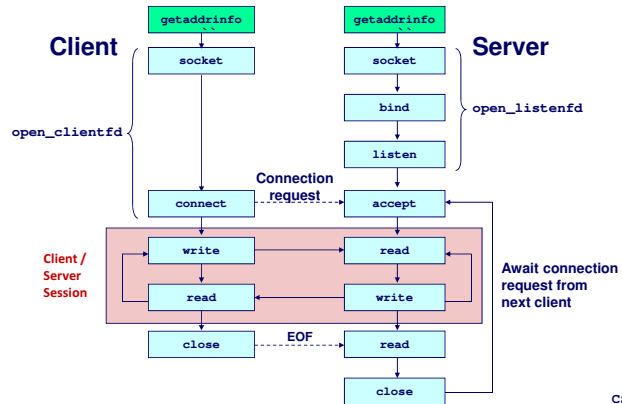 getaddrinfo
getaddrinfo
Client
Server
socket
socket
open_clientfd
bind
open_listenfd
listen
Connection
request
connect
accept
Client /
Server
Session
write
read
Await connection
request from
next client
read
write
close
EOF
read
close